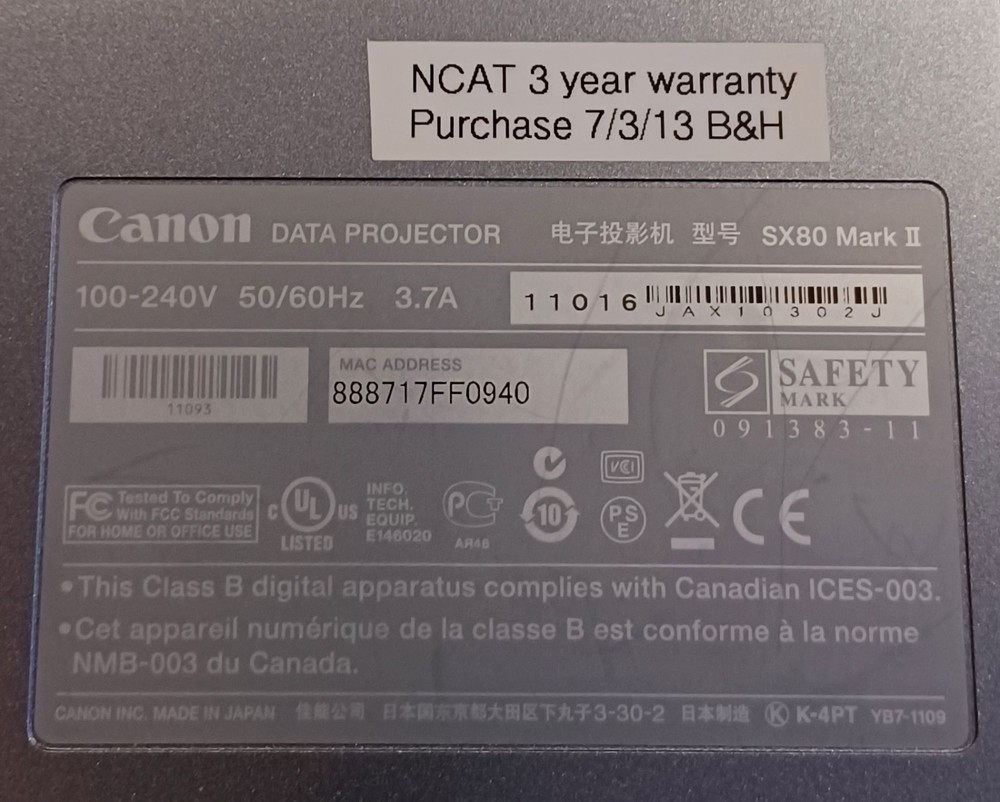 NCAT 3 year warranty
Purchase 7/3/13 B&H
Canon DATA PROJECTOR 电子投影机 型号 SX80 Mark II
100-240V 50/60Hz 3.7A
11016
JAX10302J
11093
MAC ADDRESS
888717FF0940
SAFETY
MARK
091383-11
FC Tested To Comply
With FCC Standards
FOR HOME OR OFFICE USE
C UL US
LISTED
INFO.
TECH.
EQUIP.
E146020
PCT
AR46
10
VCI
PS
E
CE
•This Class B digital apparatus complies with Canadian ICES-003.
•Cet appareil numérique de la classe B est conforme à la norme
NMB-003 du Canada.
CANON INC. MADE IN JAPAN 佳能公司 日本国东京都大田区下丸子3-30-2 日本制造 K K-4PT YB7-1109